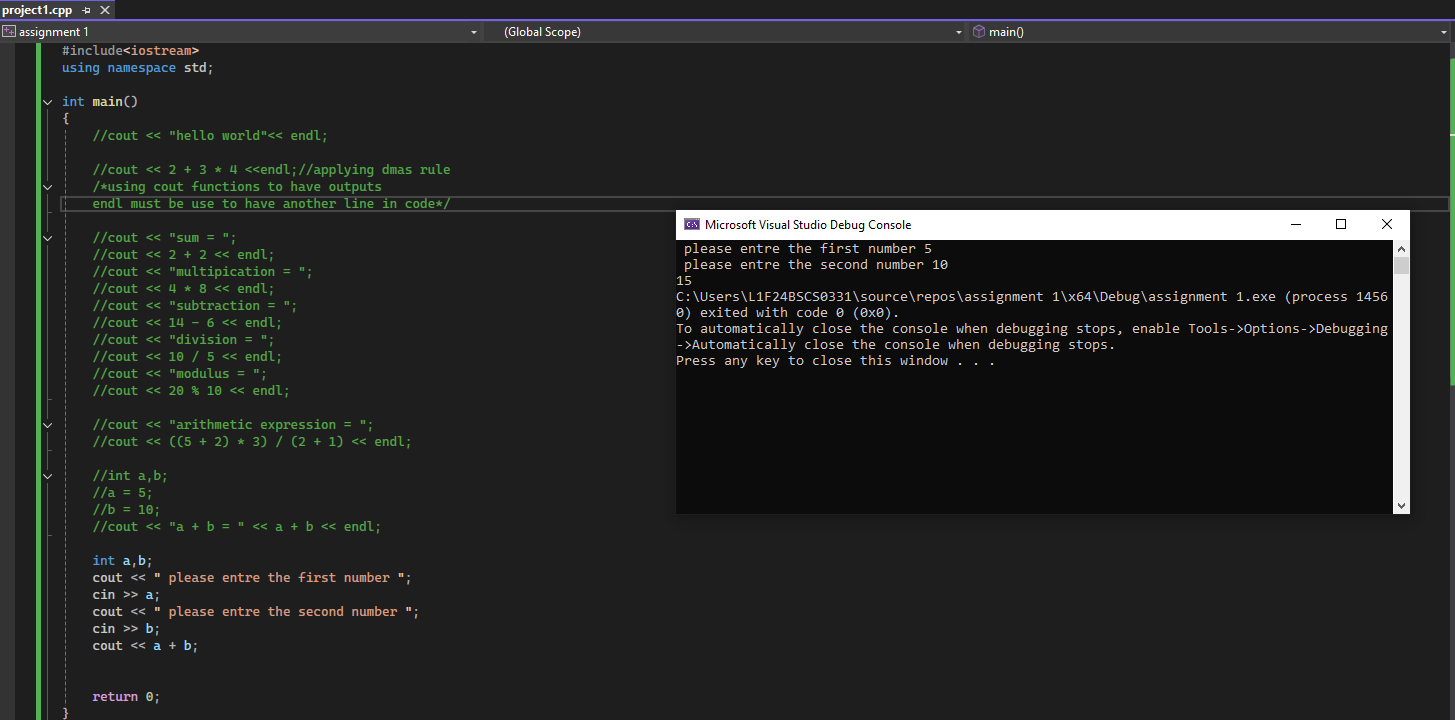 project1.cpp
assignment 1 (Global Scope) main()
#include<iostream>
using namespace std;
int main()
{
//cout << "hello world"<< endl;
//cout << 2 + 3 * 4 <<endl;//applying dmas rule
/*using cout functions to have outputs
endl must be use to have another line in code*/
//cout << "sum = ";
//cout << 2 + 2 << endl;
//cout << "multipication = ";
//cout << 4 * 8 << endl;
//cout << "subtraction = ";
//cout << 14 - 6 << endl;
//cout << "division = ";
//cout << 10 / 5 << endl;
//cout << "modulus = ";
//cout << 20 % 10 << endl;
//cout << "arithmetic expression = ";
//cout << ((5 + 2) * 3) / (2 + 1) << endl;
//int a,b;
//a = 5;
//b = 10;
//cout << "a + b = " << a + b << endl;
int a,b;
cout << " please entre the first number ";
cin >> a;
cout << " please entre the second number ";
cin >> b;
cout << a + b;
return 0;
}
Microsoft Visual Studio Debug Console
please entre the first number 5
please entre the second number 10
15
C:\Users\L1F24BSCS0331\source\repos\assignment 1\x64\Debug\assignment 1.exe (process 1456
0) exited with code 0 (0x0).
To automatically close the console when debugging stops, enable Tools->Options->Debugging
->Automatically close the console when debugging stops.
Press any key to close this window . . .